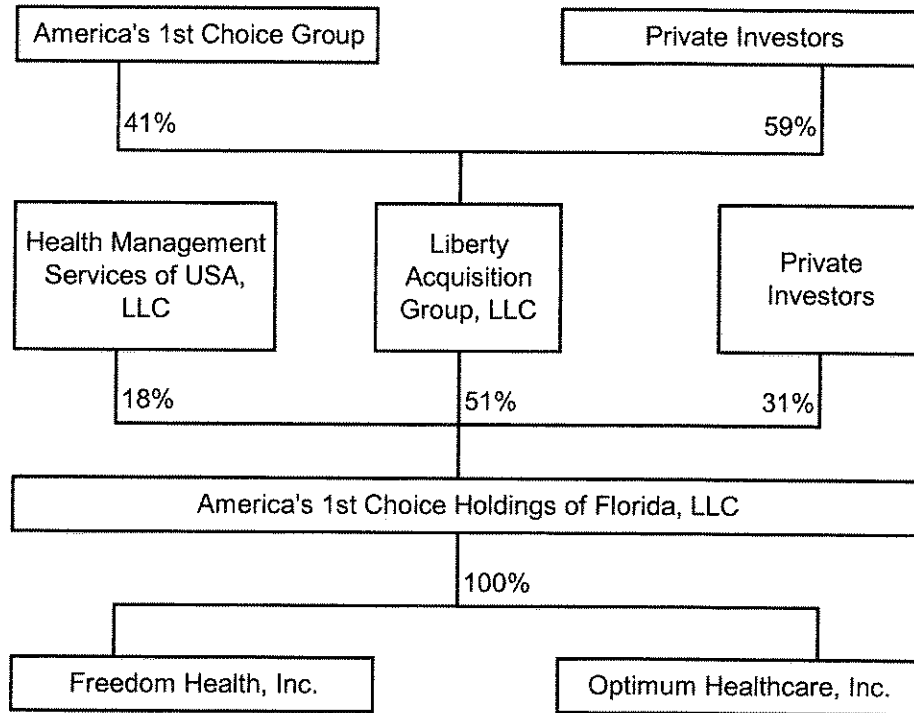 America's 1st Choice Group
Private Investors
41%
59%
Health Management
Services of USA,
LLC
Liberty
Acquisition
Group, LLC
Private
Investors
18%
51%
31%
America's 1st Choice Holdings of Florida, LLC
100%
Freedom Health, Inc.
Optimum Healthcare, Inc.